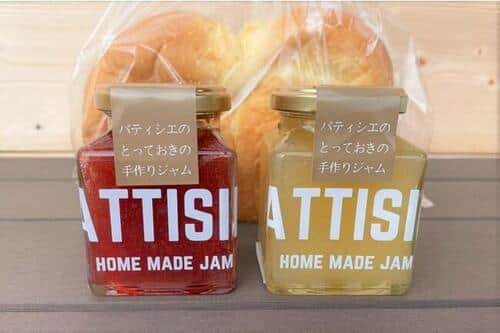 パティシエの
とっておきの
手作りジャム
ATTISI
HOME MADE JAM
パティシエの
とっておきの
手作りジャム
ATTISI
HOME MADE JAM